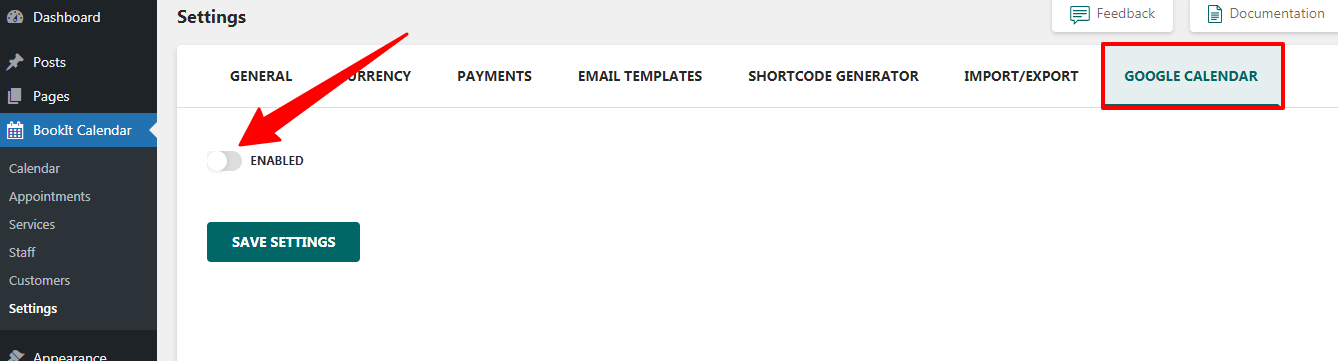 Dashboard
Posts
Pages
BookIt Calendar
Calendar
Appointments
Services
Staff
Customers
Settings
Appearance
Settings
Feedback
Documentation
GENERAL
URRENCY
PAYMENTS
EMAIL TEMPLATES
SHORTCODE GENERATOR
IMPORT/EXPORT
GOOGLE CALENDAR
ENABLED
SAVE SETTINGS